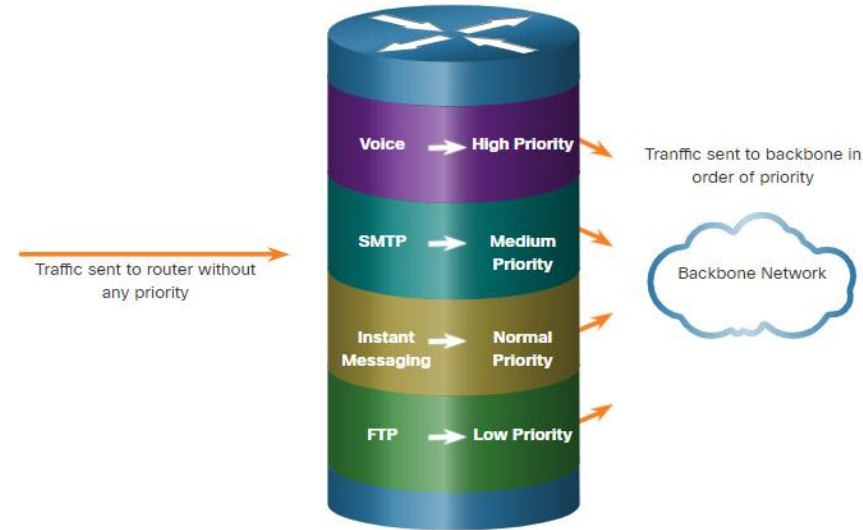 Traffic sent to router without
any priority
Voice
High Priority
SMTP
Medium
Priority
Instant
Messaging
Normal
Priority
FTP
Low Priority
Tranffic sent to backbone in
order of priority
Backbone Network